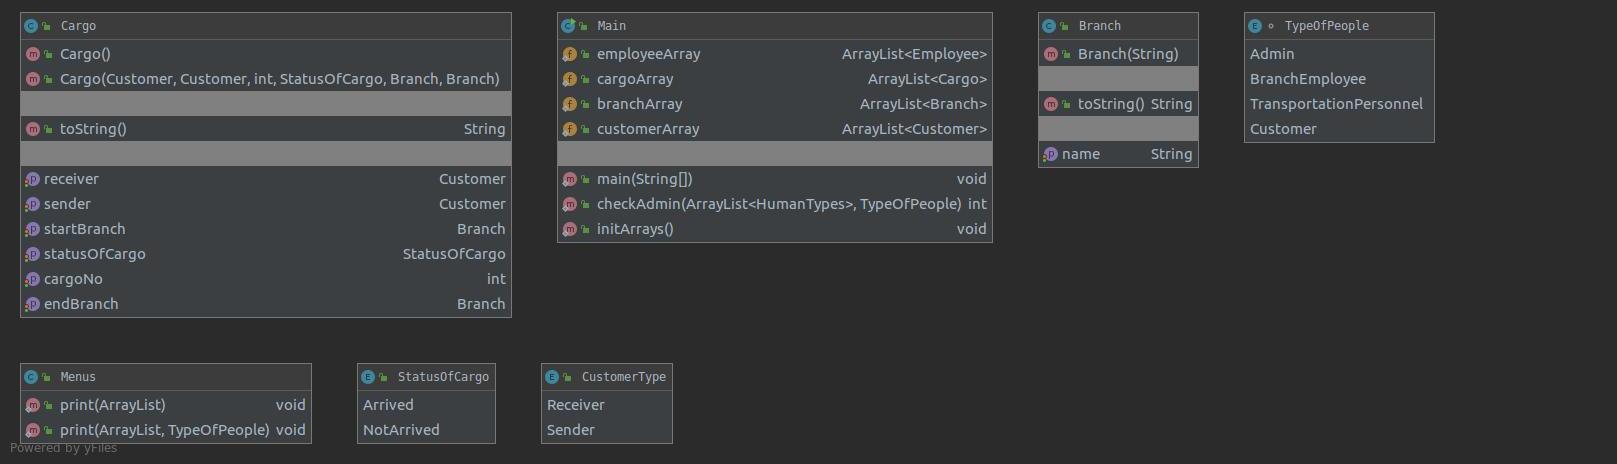 Cargo
Cargo()
Cargo(Customer, Customer, int, StatusOfCargo, Branch, Branch)
toString() String
receiver Customer
sender Customer
startBranch Branch
statusOfCargo StatusOfCargo
cargoNo int
endBranch Branch
Main
employeeArray ArrayList<Employee>
cargoArray ArrayList<Cargo>
branchArray ArrayList<Branch>
customerArray ArrayList<Customer>
main(String[]) void
checkAdmin(ArrayList<HumanTypes>, TypeOfPeople) int
initArrays() void
Branch
Branch(String)
toString() String
name String
TypeOfPeople
Admin
BranchEmployee
TransportationPersonnel
Customer
Menus
print(ArrayList) void
print(ArrayList, TypeOfPeople) void
StatusOfCargo
Arrived
NotArrived
CustomerType
Receiver
Sender
Powered by yFiles